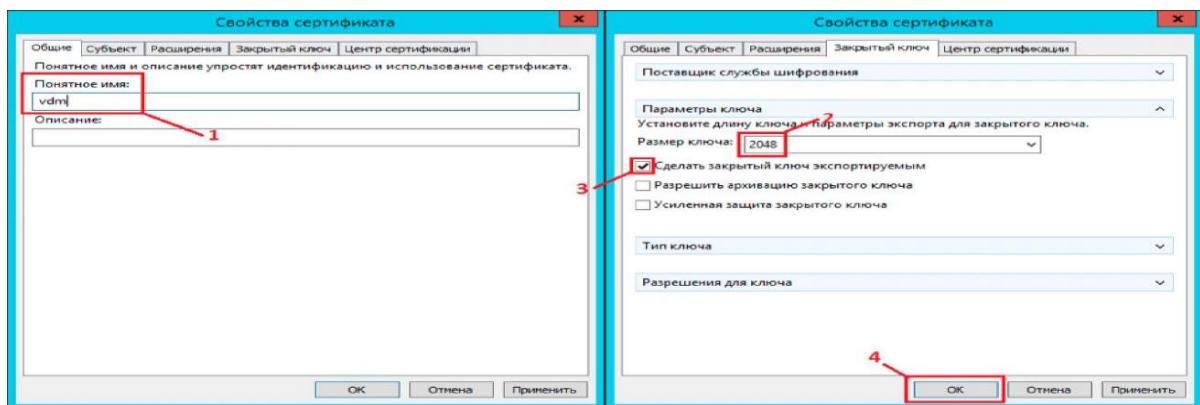 Свойства сертификата
Общие Субъект Расширения Закрытый ключ Центр сертификации
Понятное имя и описание упростят идентификацию и использование сертификата.
Понятное имя:
vdm
Описание:
1
ОК Отмена Применить
Свойства сертификата
Общие Субъект Расширения Закрытый ключ Центр сертификации
Поставщик службы шифрования
Параметры ключа
Установите длину ключа и параметры экспорта для закрытого ключа.
2
Размер ключа: 2048
Сделать закрытый ключ экспортируемым
3
Разрешить архивацию закрытого ключа
Усиленная защита закрытого ключа
Тип ключа
Разрешения для ключа
4
ОК Отмена Применить